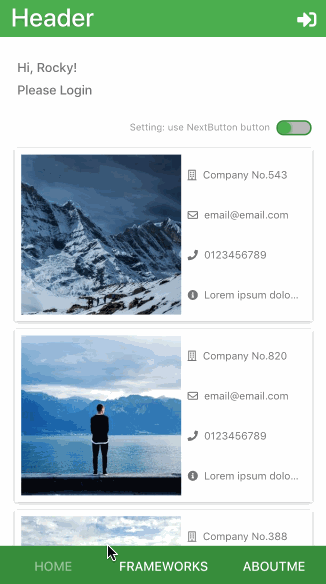 Header
Hi, Rocky!
Please Login
Setting: use NextButton button
Company No.543
email@email.com
0123456789
Lorem ipsum dolo...
Company No.820
email@email.com
0123456789
Lorem ipsum dolo...
Company No.388
HOME FRAMEWORKS ABOUTME